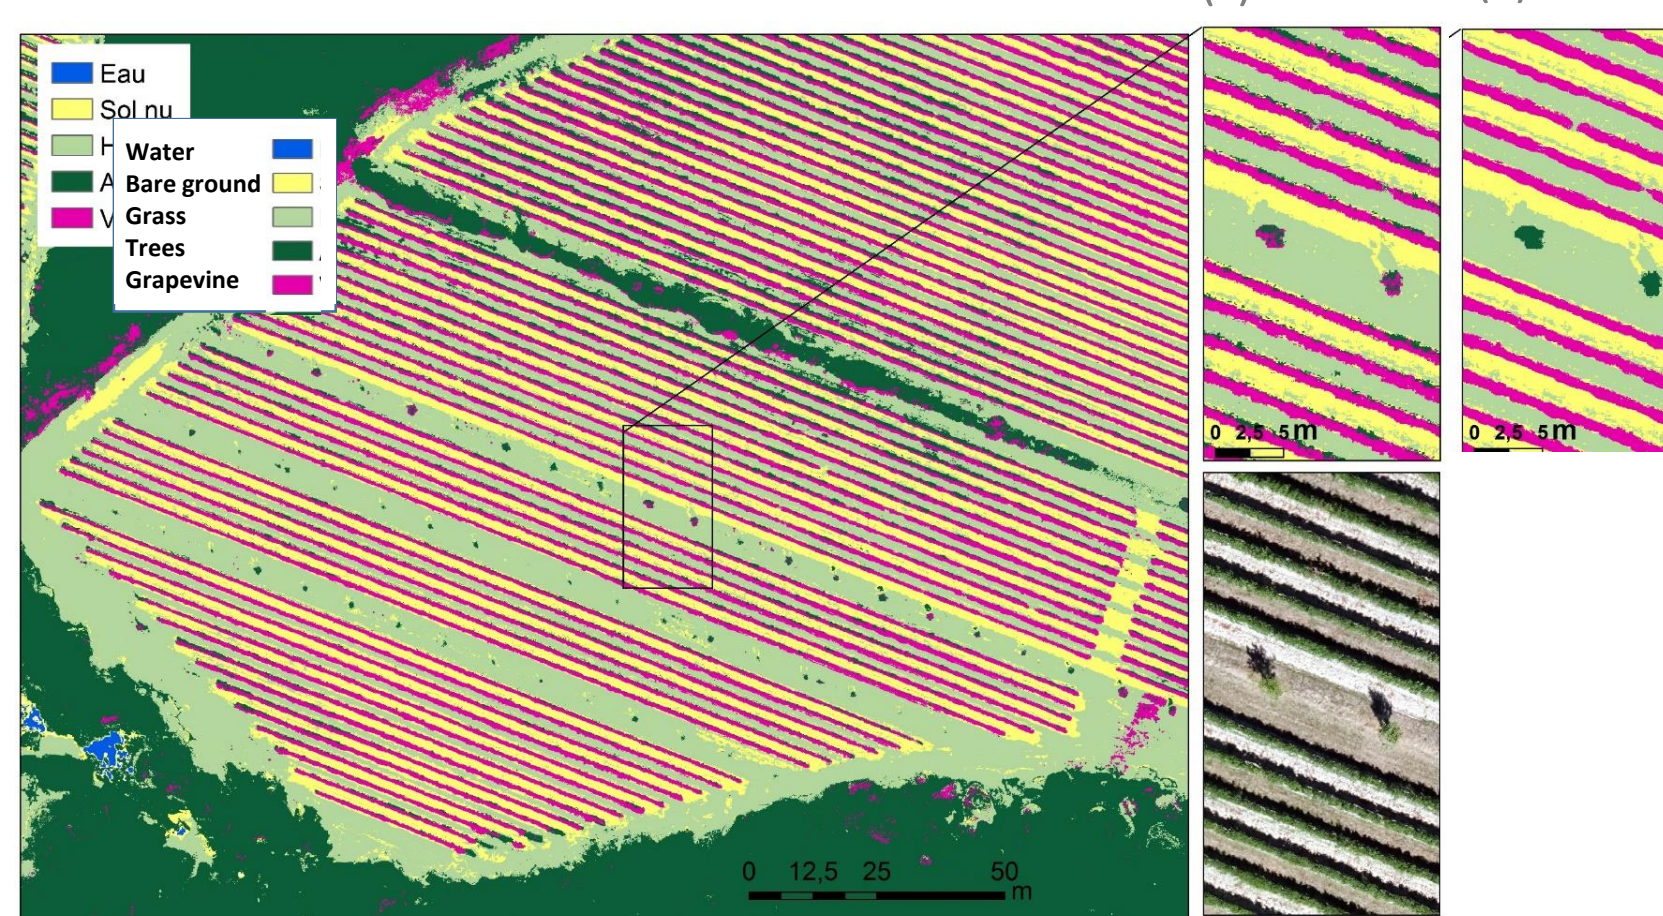 Eau
Sol nu
H
A
V
Water
Bare ground
Grass
Trees
Grapevine
0 12,5 25 50
m
0 2,5 5 m
0 2,5 5 m